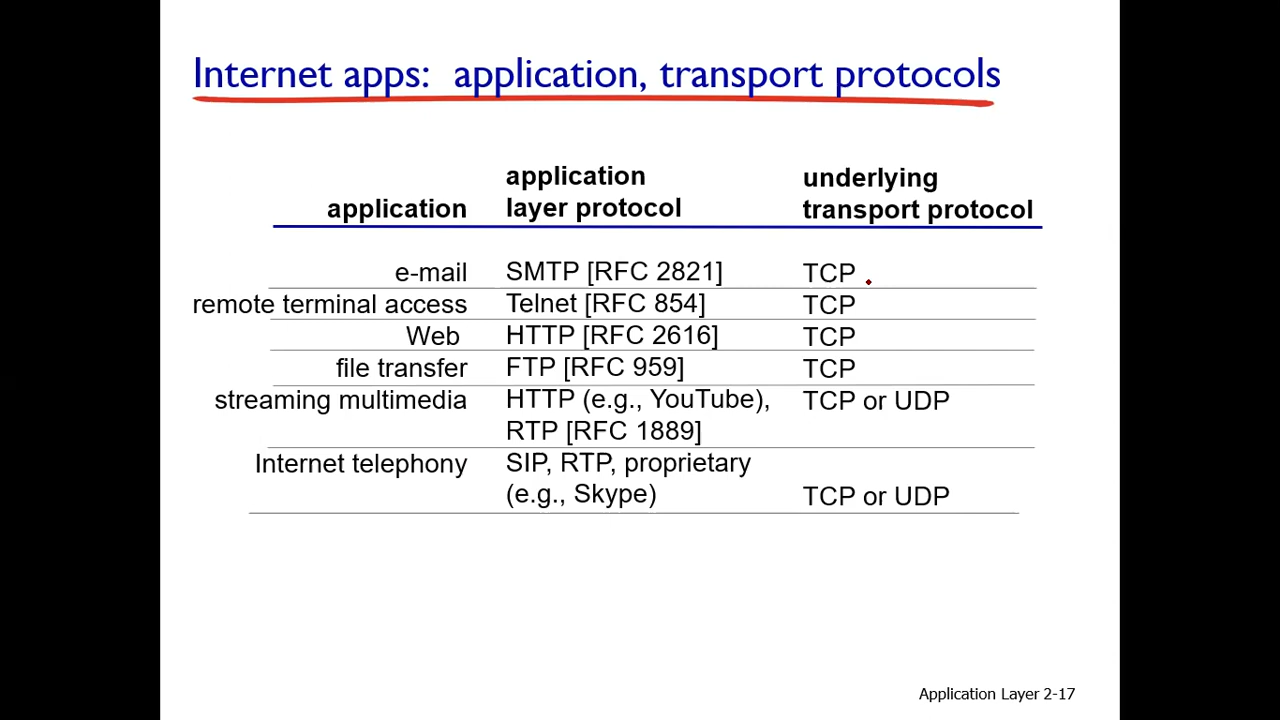 Internet apps: application, transport protocols
application
application layer protocol
underlying transport protocol
e-mail SMTP [RFC 2821] TCP
remote terminal access Telnet [RFC 854] TCP
Web HTTP [RFC 2616] TCP
file transfer FTP [RFC 959] TCP
streaming multimedia HTTP (e.g., YouTube), TCP or UDP
RTP [RFC 1889]
Internet telephony SIP, RTP, proprietary
(e.g., Skype) TCP or UDP
Application Layer 2-17